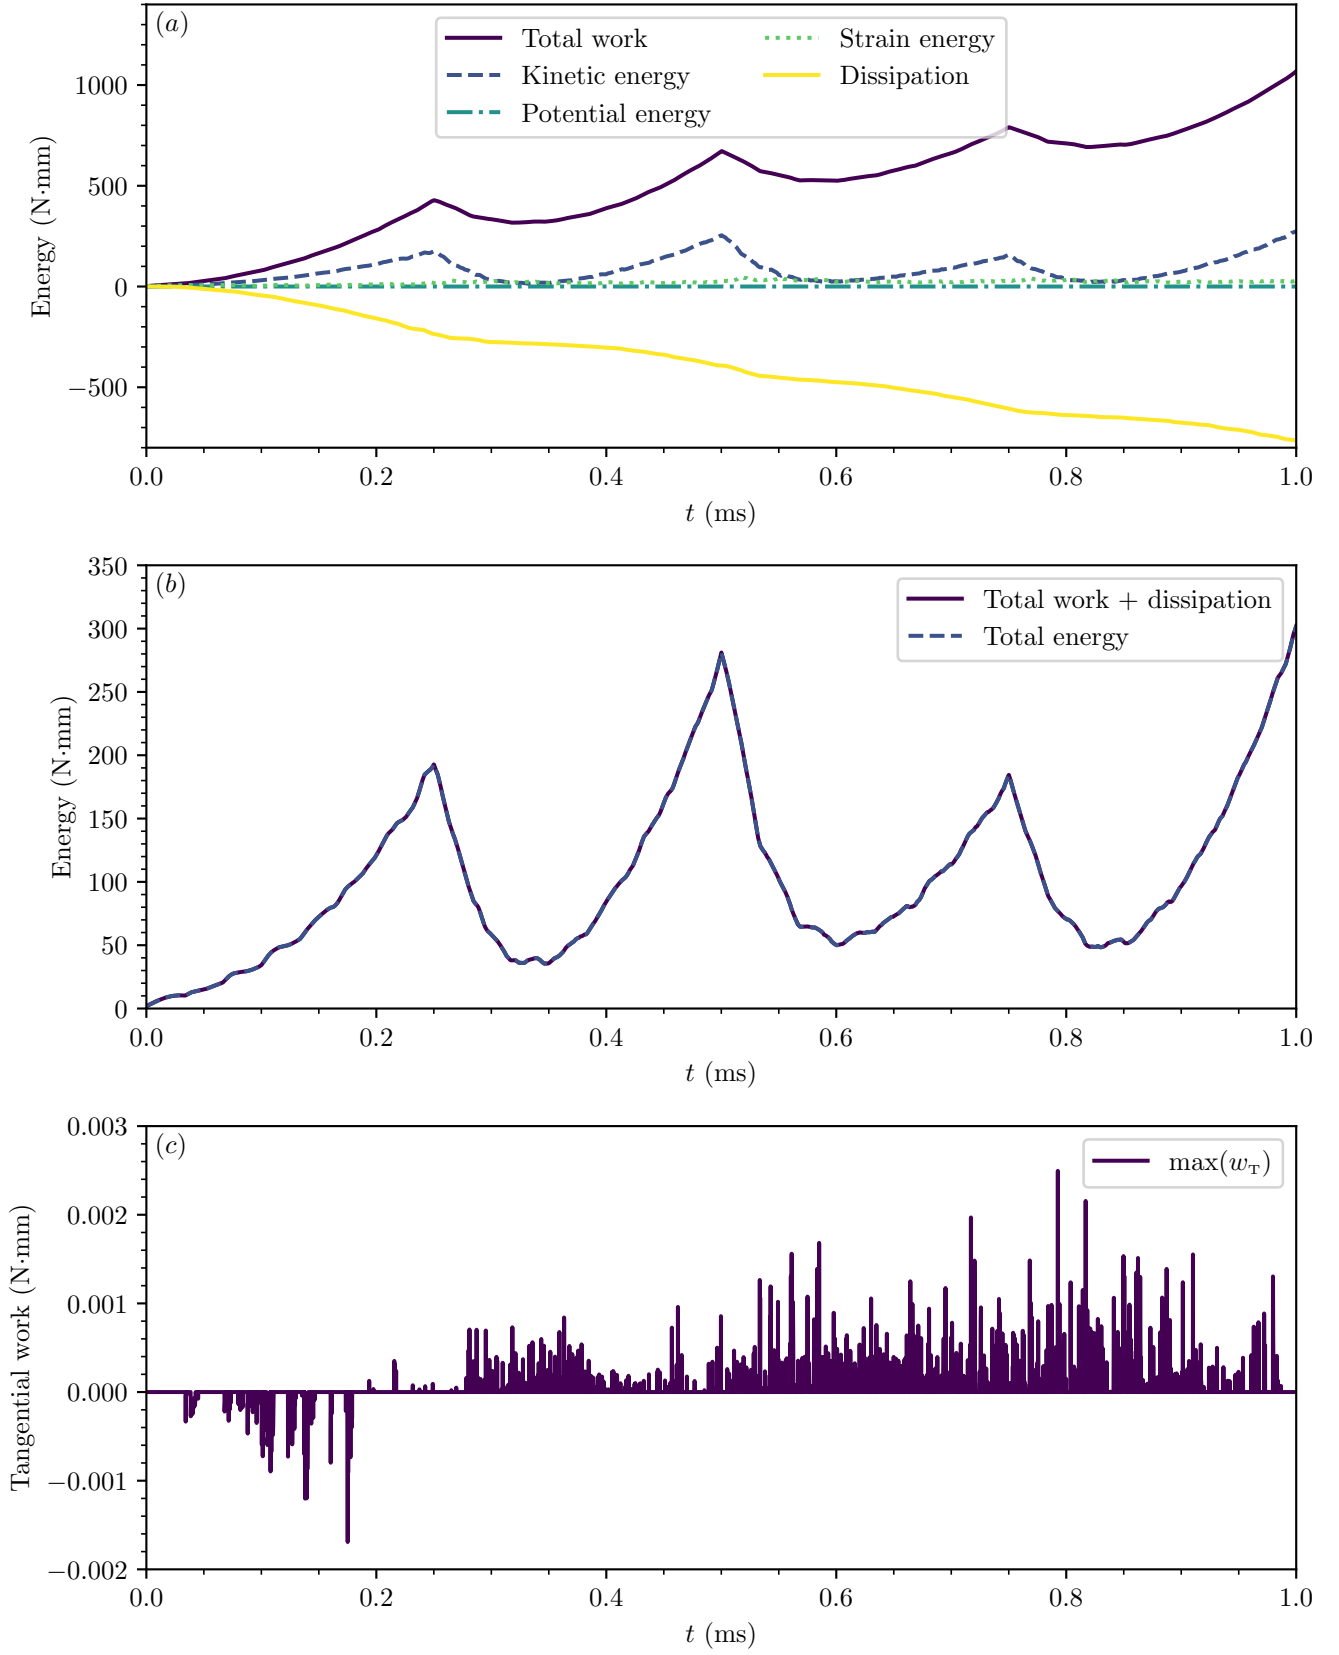 (a)
Total work
Kinetic energy
Potential energy
Strain energy
Dissipation
Energy (N·mm)
1000
500
0
−500
0.0 0.2 0.4 0.6 0.8 1.0
t (ms)
(b)
Total work + dissipation
Total energy
Energy (N·mm)
350
300
250
200
150
100
50
0
0.0 0.2 0.4 0.6 0.8 1.0
t (ms)
(c)
max(w_T)
Tangential work (N·mm)
0.003
0.002
0.001
0.000
−0.001
−0.002
0.0 0.2 0.4 0.6 0.8 1.0
t (ms)